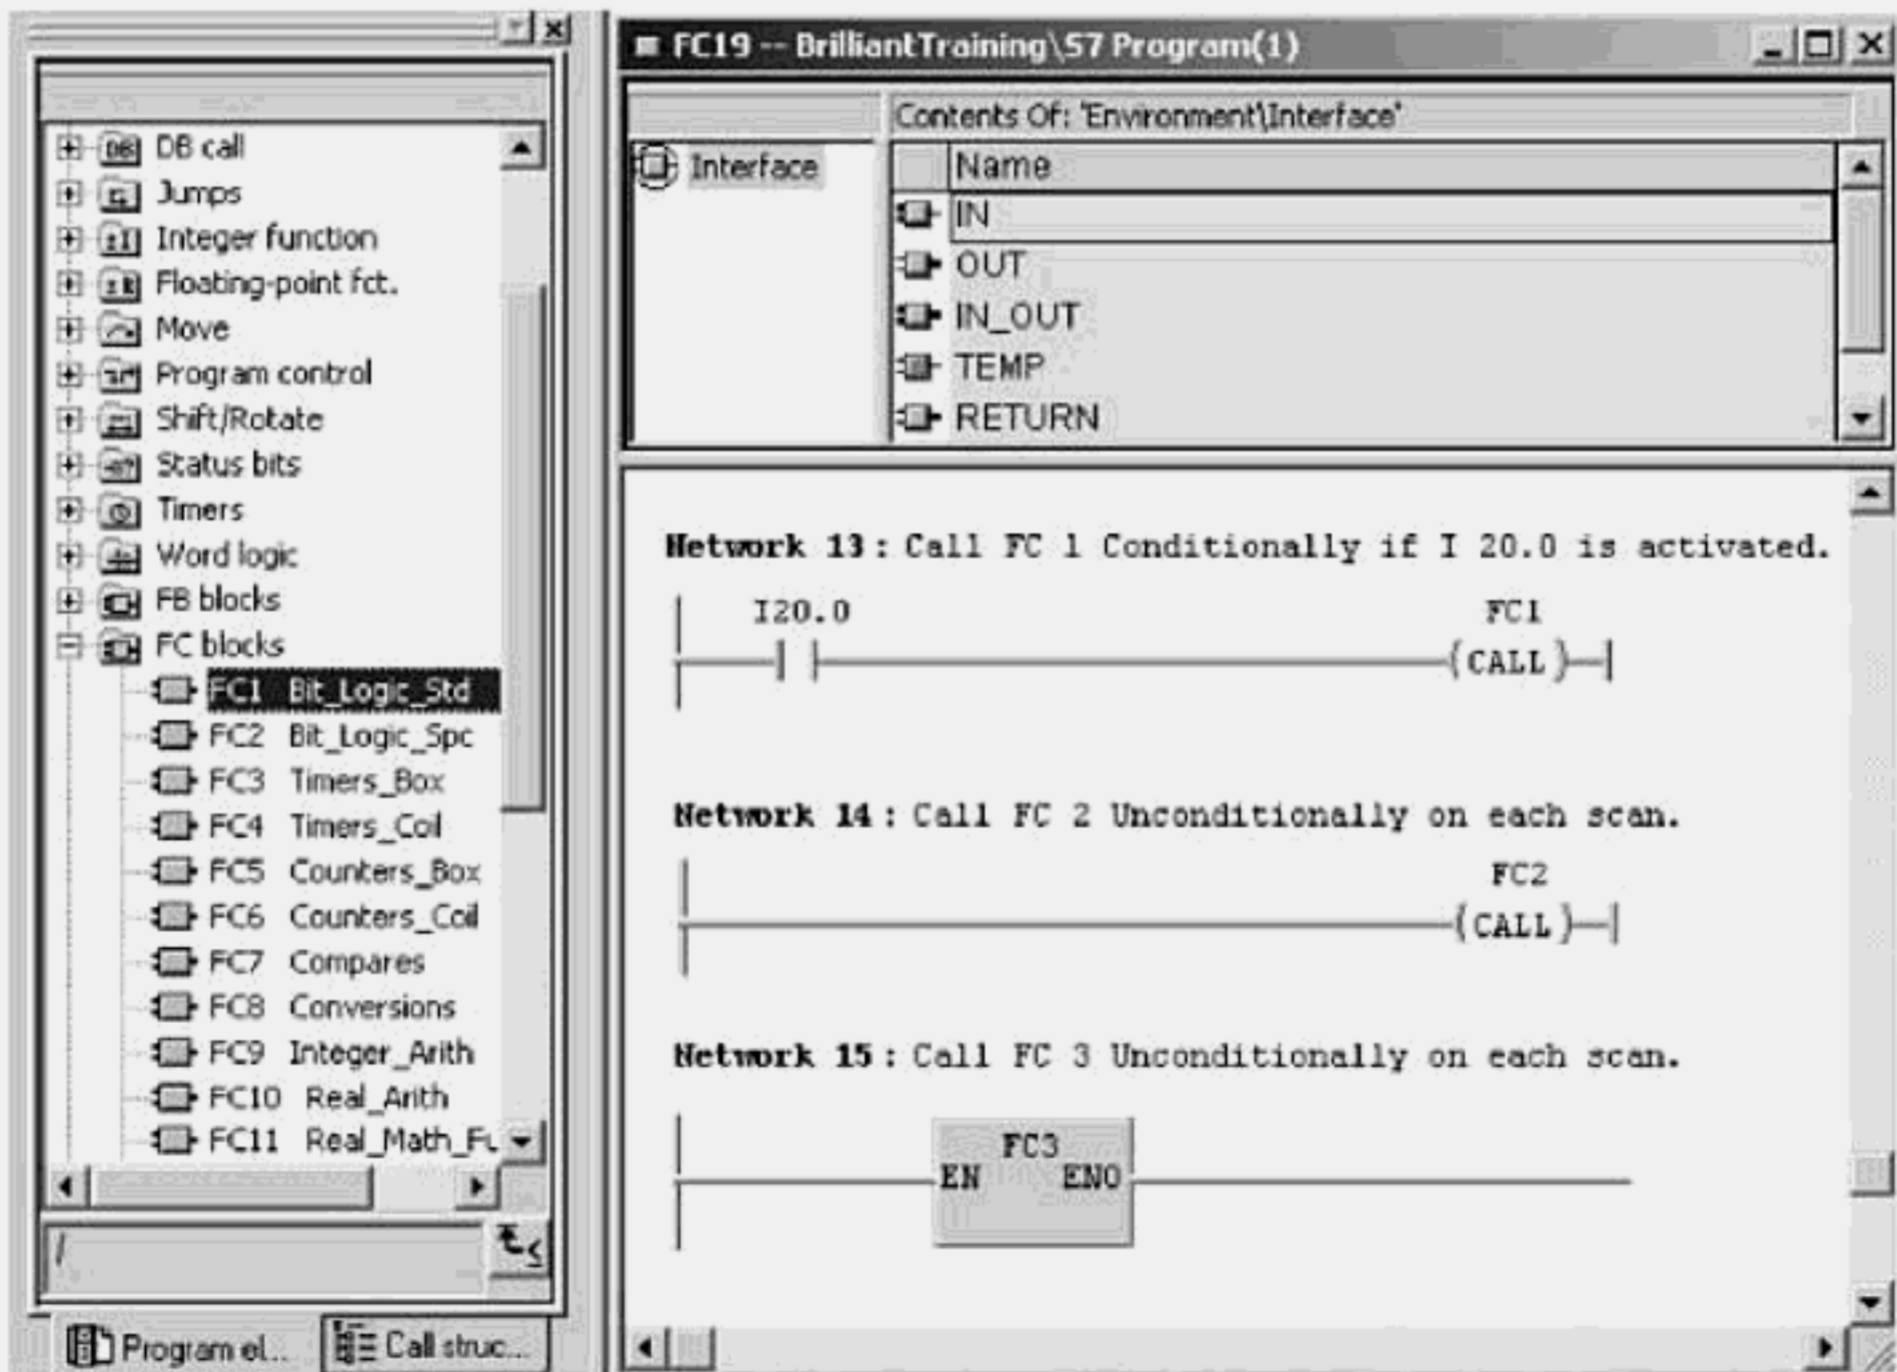 DB call
Jumps
Integer function
Floating-point fct.
Move
Program control
Shift/Rotate
Status bits
Timers
Word logic
FB blocks
FC blocks
FC1 Bit_Logic_Std
FC2 Bit_Logic_Spc
FC3 Timers_Box
FC4 Timers_Coil
FC5 Counters_Box
FC6 Counters_Coil
FC7 Compares
FC8 Conversions
FC9 Integer_Arith
FC10 Real_Arith
FC11 Real_Math_Fu
/
Program el... Call struc...
FC19 -- BrilliantTraining\S7 Program(1)
Contents Of: 'Environment\Interface'
Interface
Name
IN
OUT
IN_OUT
TEMP
RETURN
Network 13 : Call FC 1 Conditionally if I 20.0 is activated.
I20.0 FC1
(CALL)
Network 14 : Call FC 2 Unconditionally on each scan.
FC2
(CALL)
Network 15 : Call FC 3 Unconditionally on each scan.
FC3
EN ENO